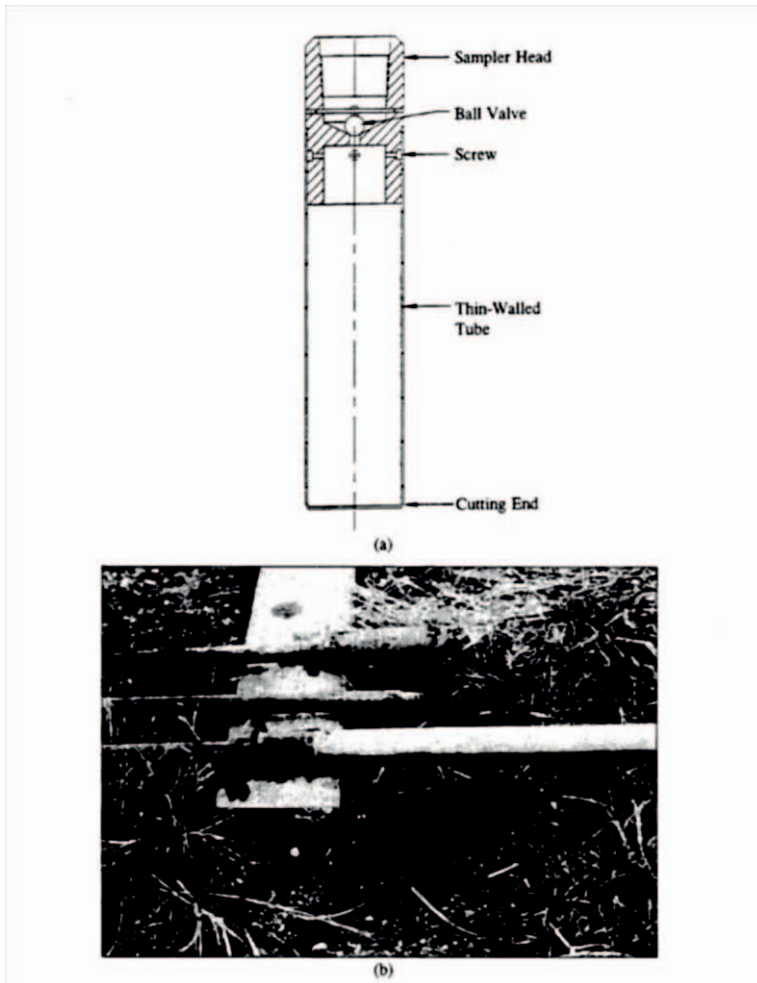 Sampler Head
Ball Valve
Screw
Thin-Walled
Tube
Cutting End
(a)
(b)